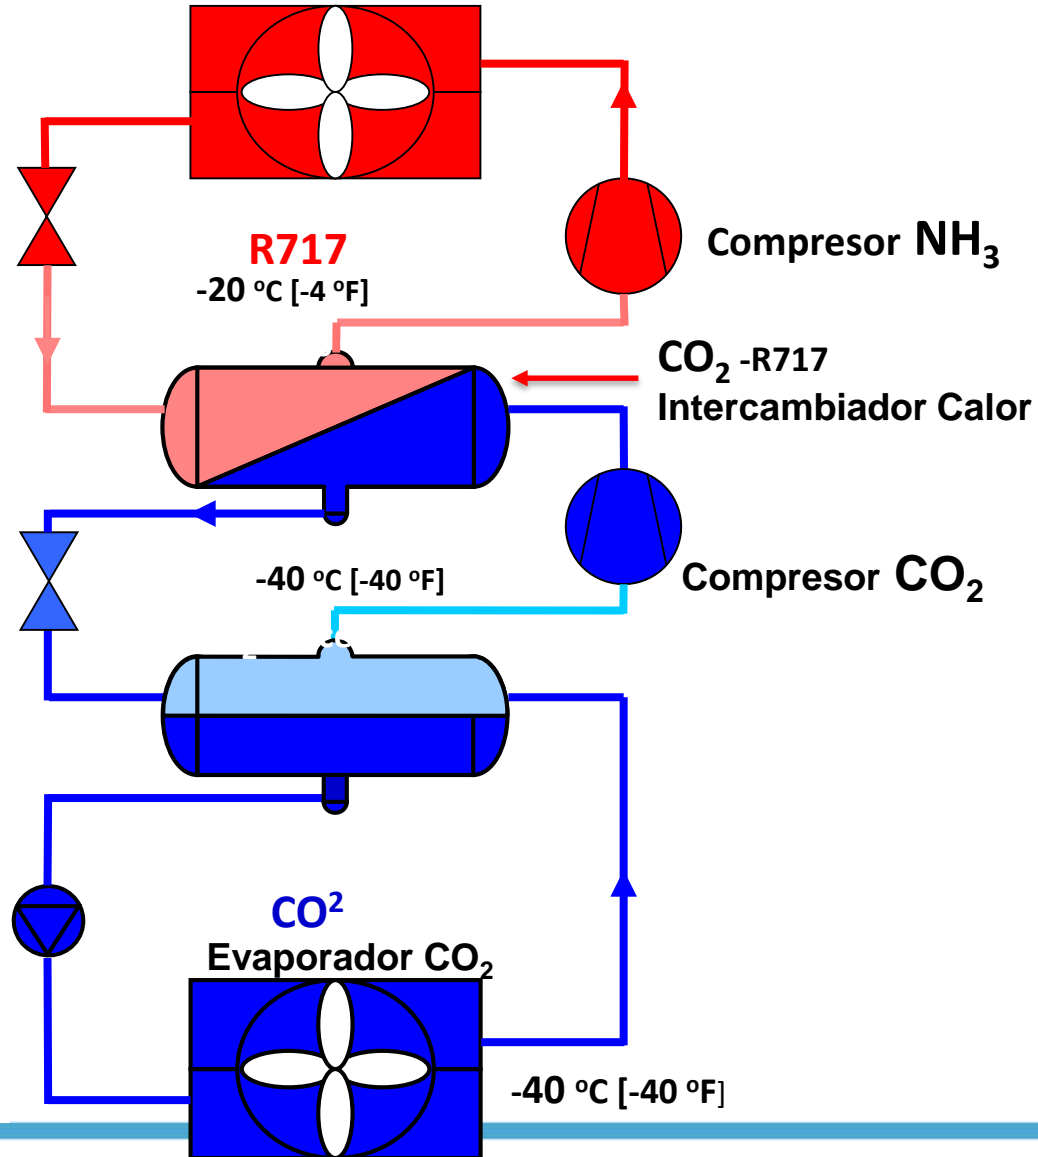 R717
-20 ºC [-4 ºF]
Compresor NH₃
CO₂ -R717
Intercambiador Calor
-40 ºC [-40 ºF]
Compresor CO₂
CO²
Evaporador CO₂
-40 ºC [-40 ºF]